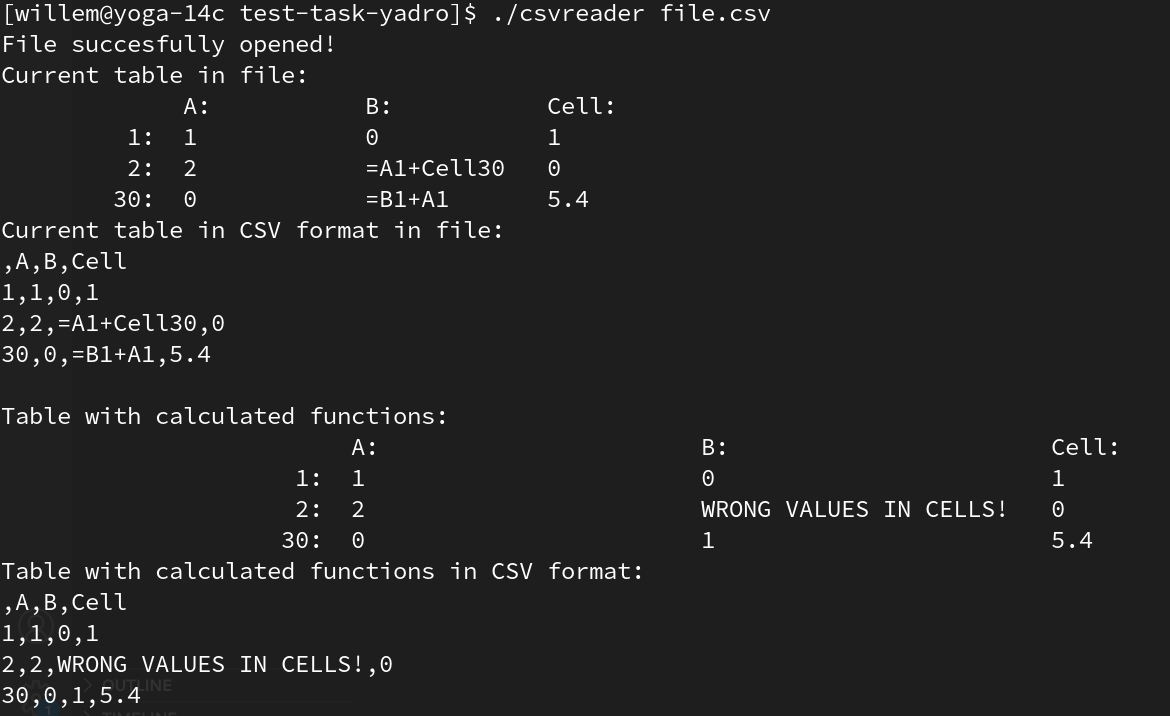 [willem@yoga-14c test-task-yadro]$ ./csvreader file.csv
File succesfully opened!
Current table in file:
A: B: Cell:
1: 1 0 1
2: 2 =A1+Cell30 0
30: 0 =B1+A1 5.4
Current table in CSV format in file:
,A,B,Cell
1,1,0,1
2,2,=A1+Cell30,0
30,0,=B1+A1,5.4
Table with calculated functions:
A: B: Cell:
1: 1 0 1
2: 2 WRONG VALUES IN CELLS! 0
30: 0 1 5.4
Table with calculated functions in CSV format:
,A,B,Cell
1,1,0,1
2,2,WRONG VALUES IN CELLS!,0
OUTLINE
30,0,1,5.4
TIMELINE